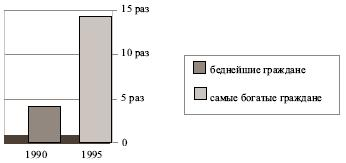 15 раз
10 раз
5 раз
0
1990 1995
беднейшие граждане
самые богатые граждане